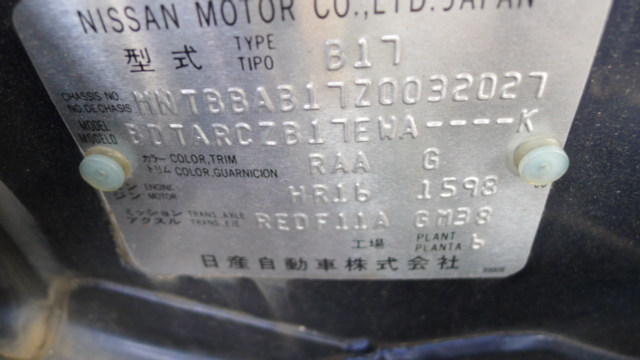 NISSAN MOTOR CO.,LTD.JAPAN
型式 TYPE TIPO B17
CHASSIS NO. NO.DE CHASIS HNTBBAB17Z0032027
MODEL MODELO BDTARCZB17EWA----K
カラー COLOR,TRIM トリム COLOR,GUARNICION RAA G
ジン ENGINE MOTOR HR16 1598
ミッション TRANS.AXLE アクスル TRANS.EJE REDF11A GM38
工場 PLANT PLANTA 6
日産自動車株式会社